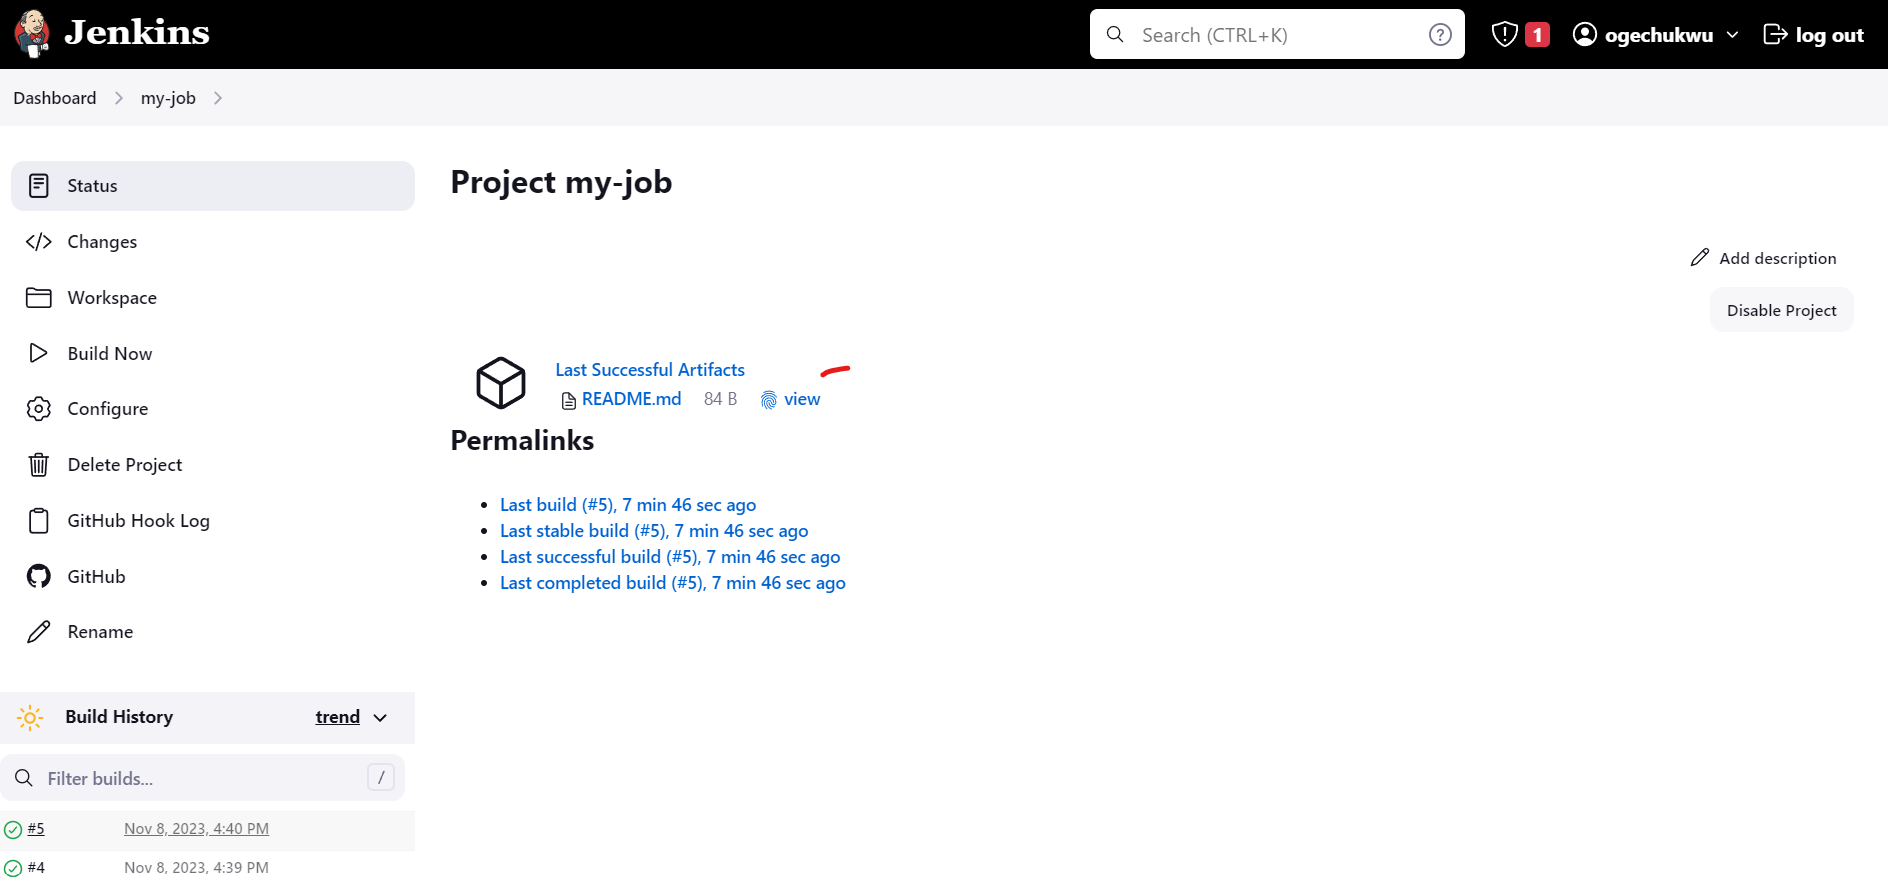 Jenkins
Search (CTRL+K)
?
1
ogechukwu
log out
Dashboard
my-job
Status
Changes
Workspace
Build Now
Configure
Delete Project
GitHub Hook Log
GitHub
Rename
Build History
trend
Filter builds...
/
#5 Nov 8, 2023, 4:40 PM
#4 Nov 8, 2023, 4:39 PM
Project my-job
Add description
Disable Project
Last Successful Artifacts
README.md 84 B view
Permalinks
Last build (#5), 7 min 46 sec ago
Last stable build (#5), 7 min 46 sec ago
Last successful build (#5), 7 min 46 sec ago
Last completed build (#5), 7 min 46 sec ago